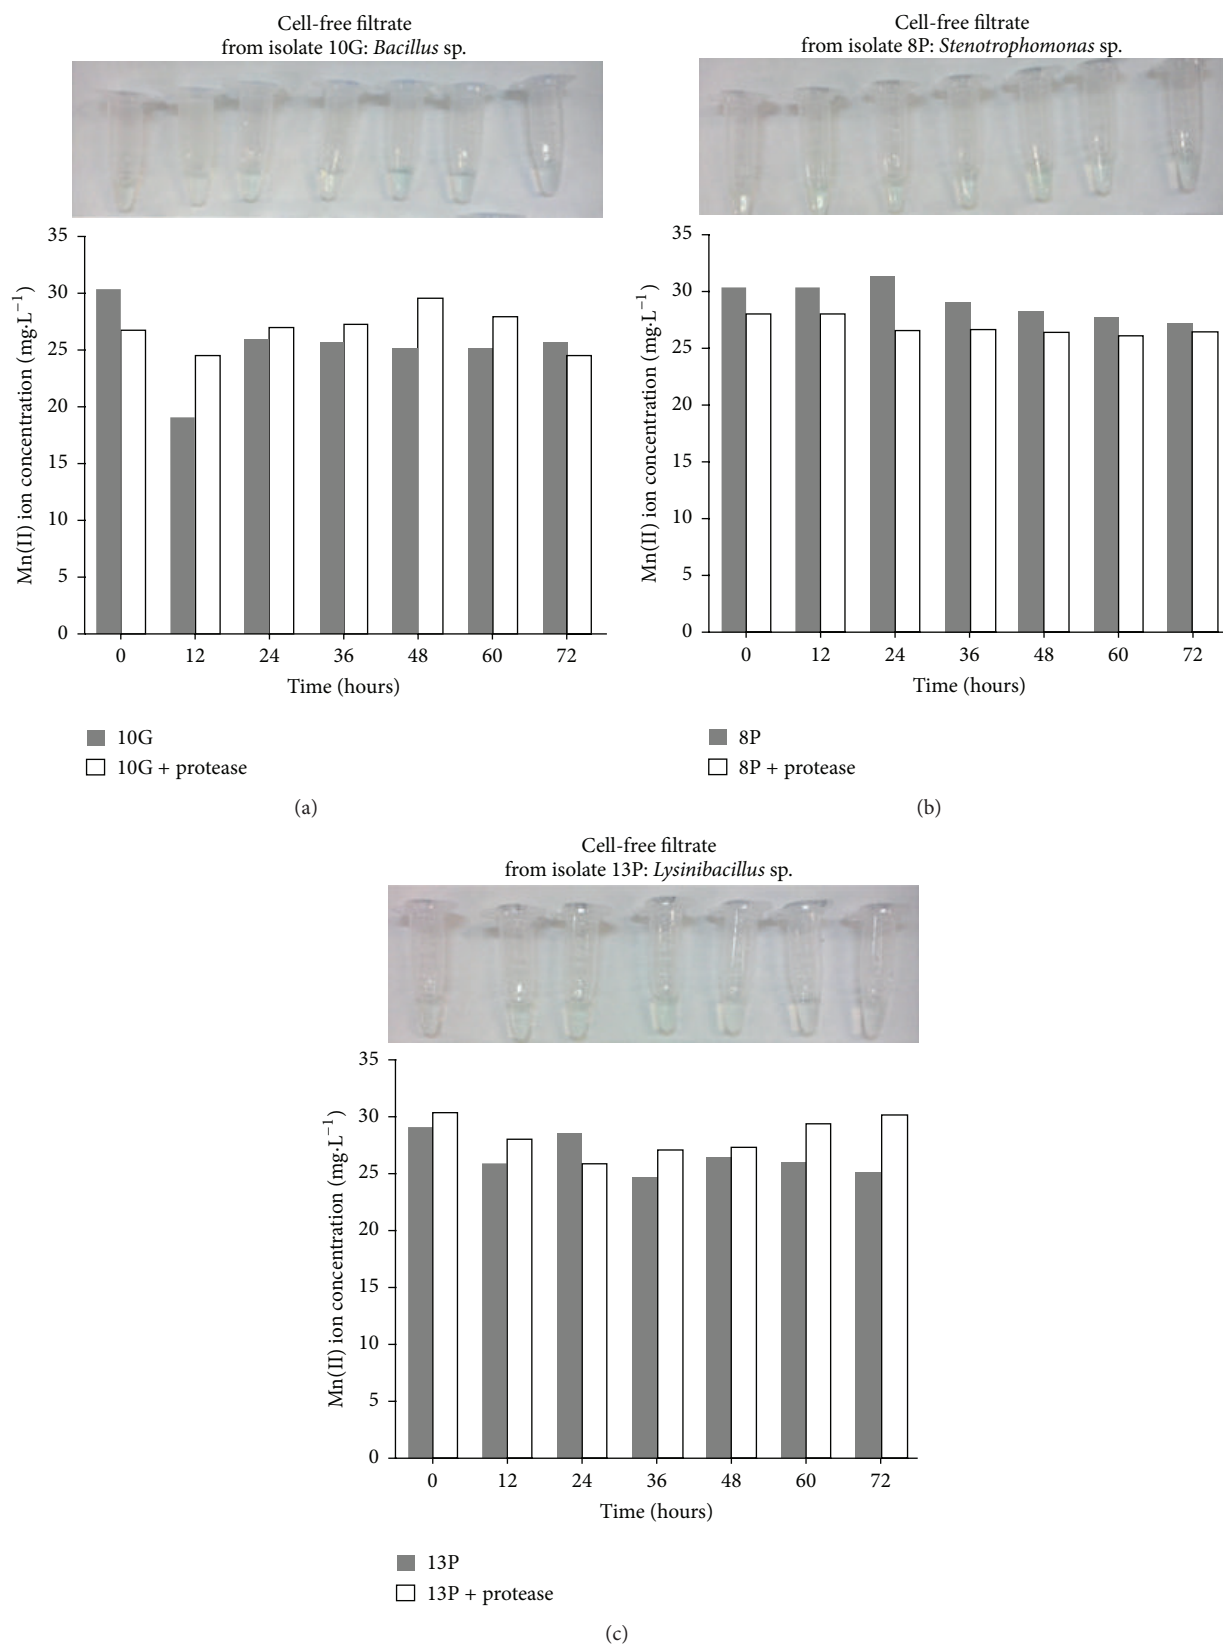 Cell-free filtrate
from isolate 10G: Bacillus sp.
35
30
25
20
15
10
5
0
Mn(II) ion concentration (mg·L⁻¹)
0 12 24 36 48 60 72
Time (hours)
10G
10G + protease
(a)
Cell-free filtrate
from isolate 8P: Stenotrophomonas sp.
35
30
25
20
15
10
5
0
Mn(II) ion concentration (mg·L⁻¹)
0 12 24 36 48 60 72
Time (hours)
8P
8P + protease
(b)
Cell-free filtrate
from isolate 13P: Lysinibacillus sp.
35
30
25
20
15
10
5
0
Mn(II) ion concentration (mg·L⁻¹)
0 12 24 36 48 60 72
Time (hours)
13P
13P + protease
(c)